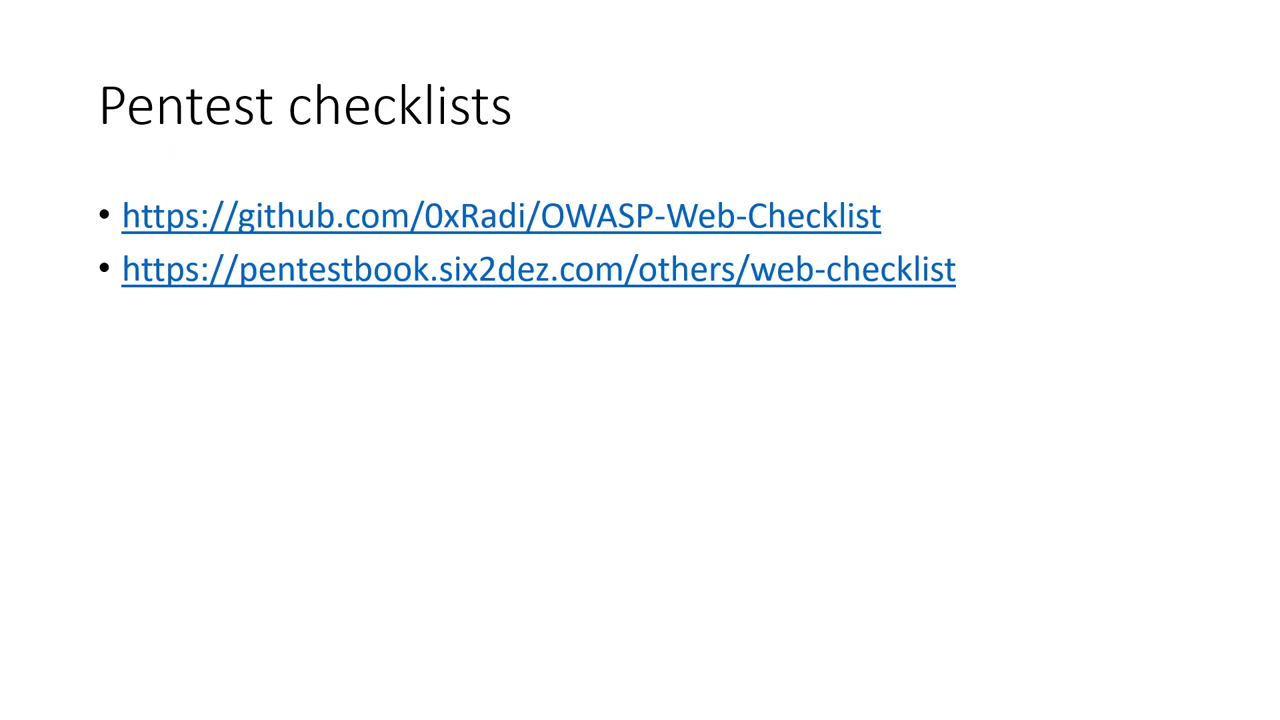 Pentest checklists
• https://github.com/0xRadi/OWASP-Web-Checklist
• https://pentestbook.six2dez.com/others/web-checklist